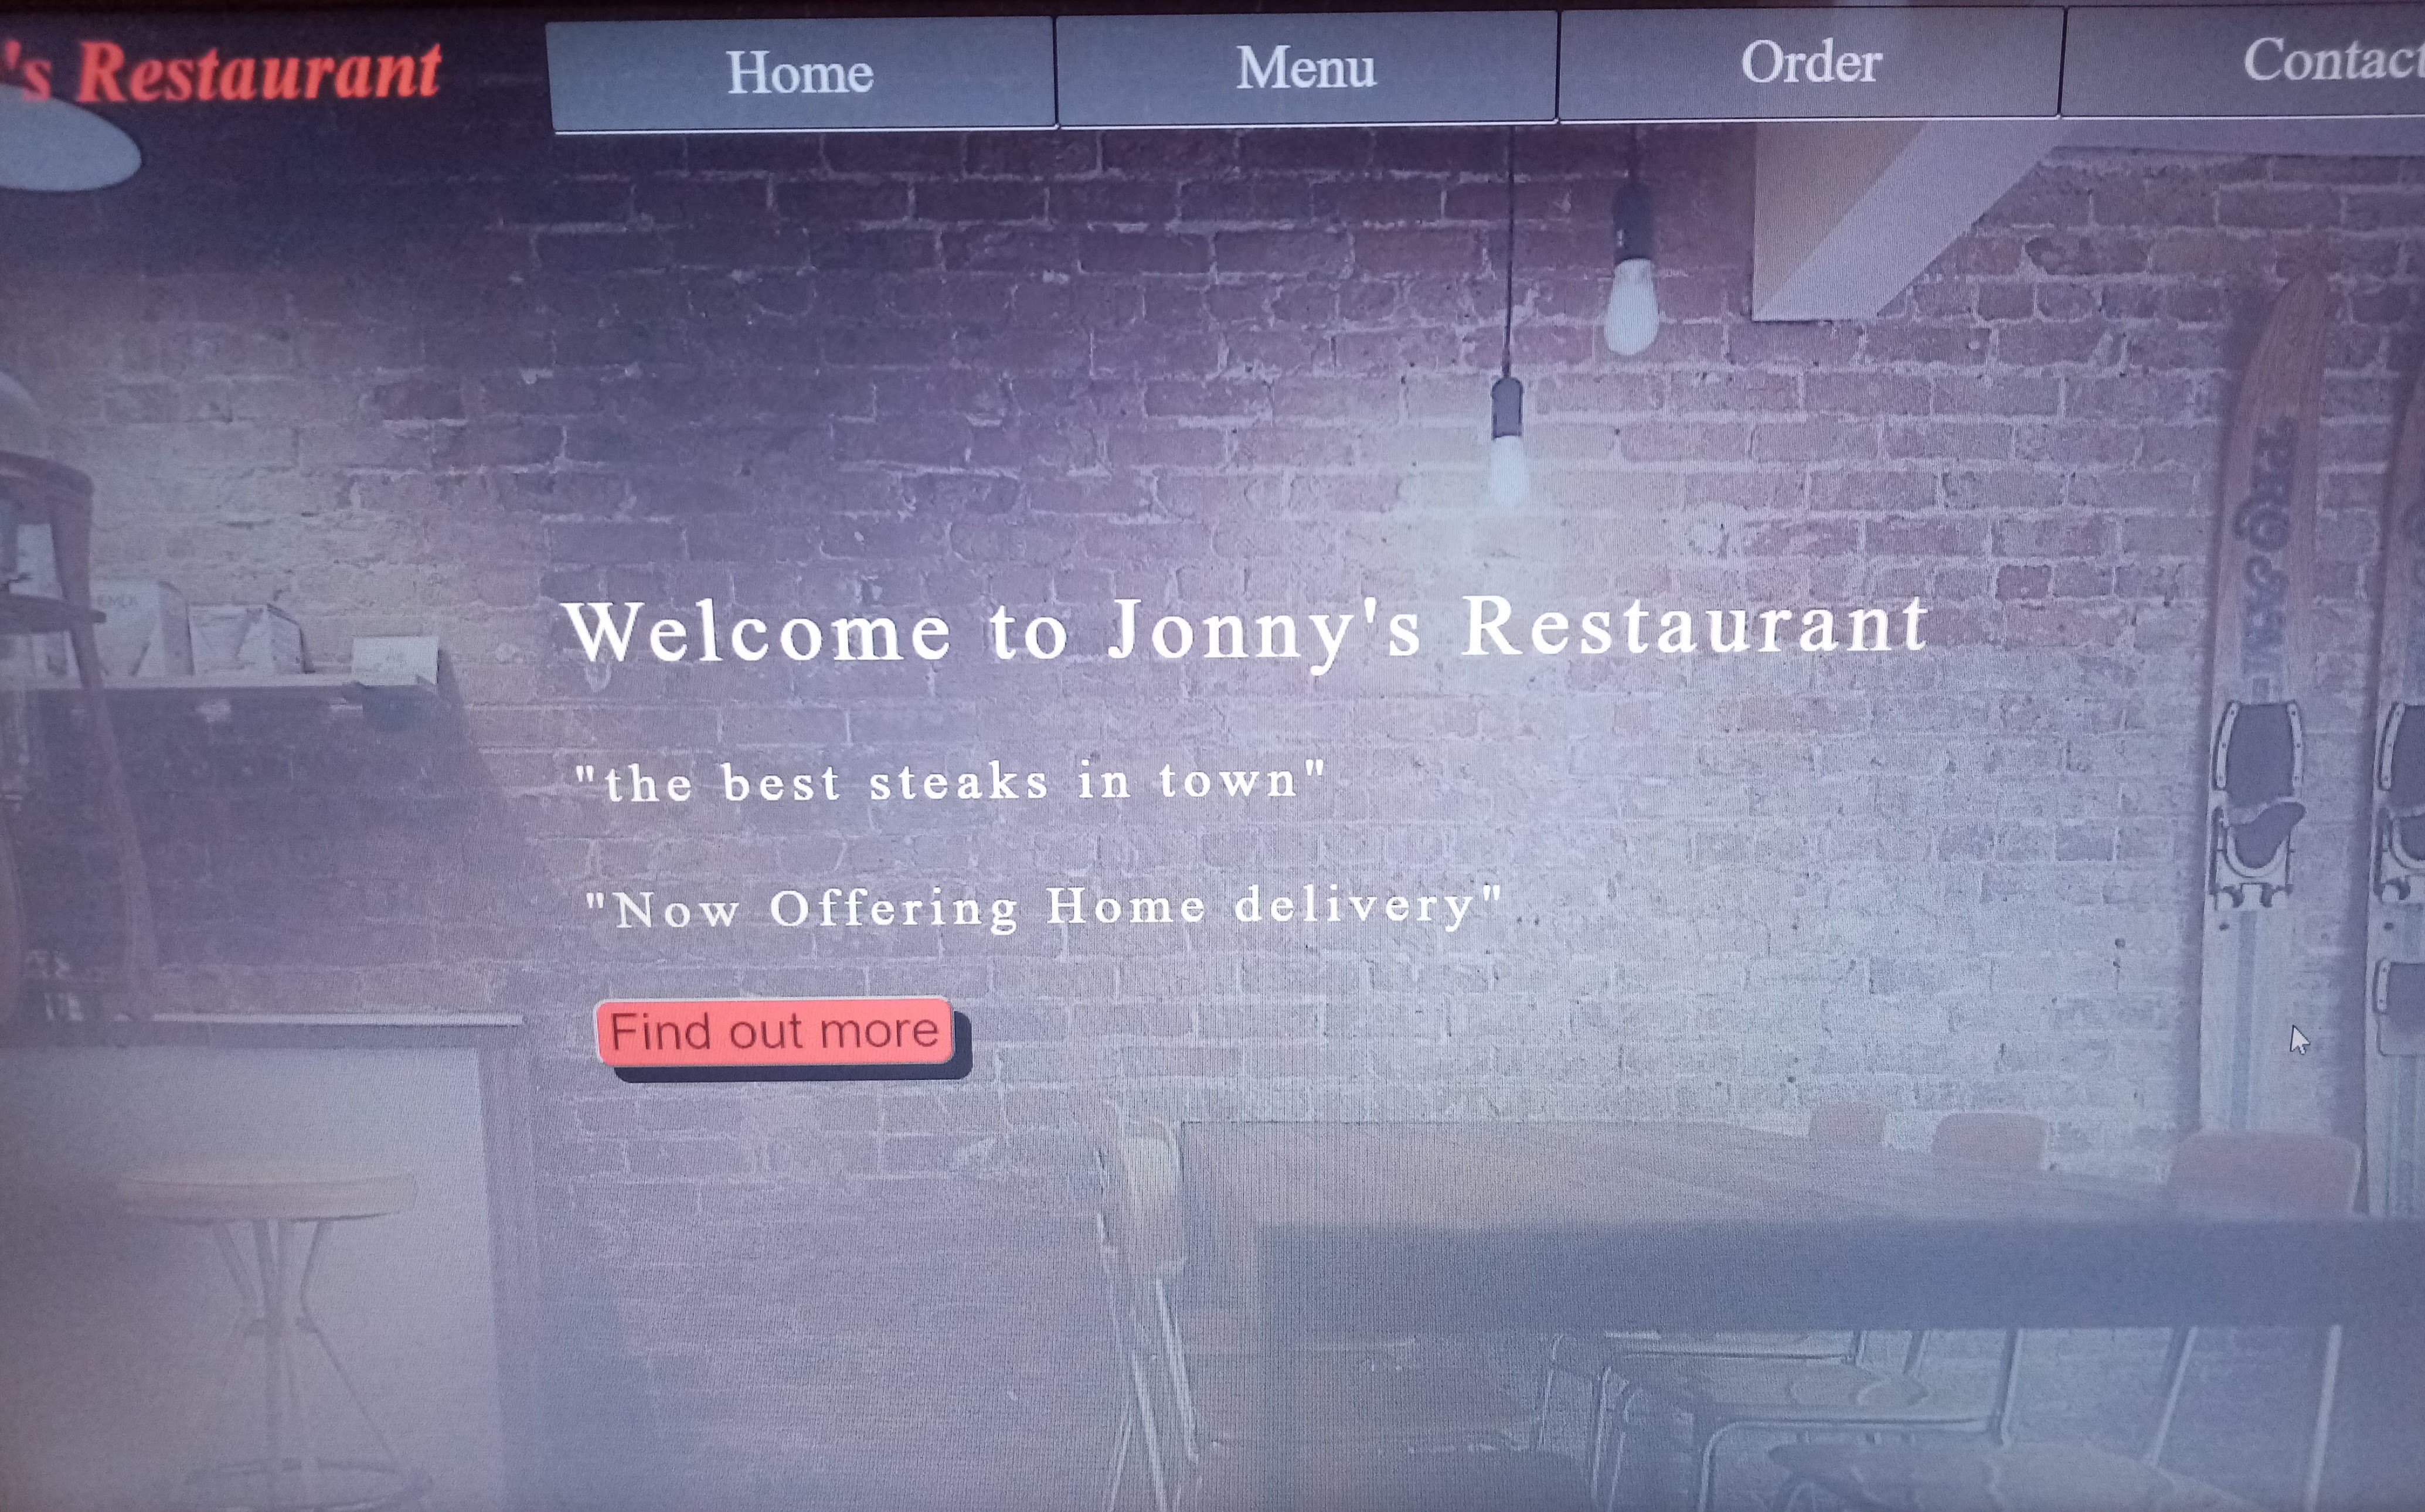 's Restaurant
Home
Menu
Order
Contact
Welcome to Jonny's Restaurant
"the best steaks in town"
"Now Offering Home delivery"
Find out more